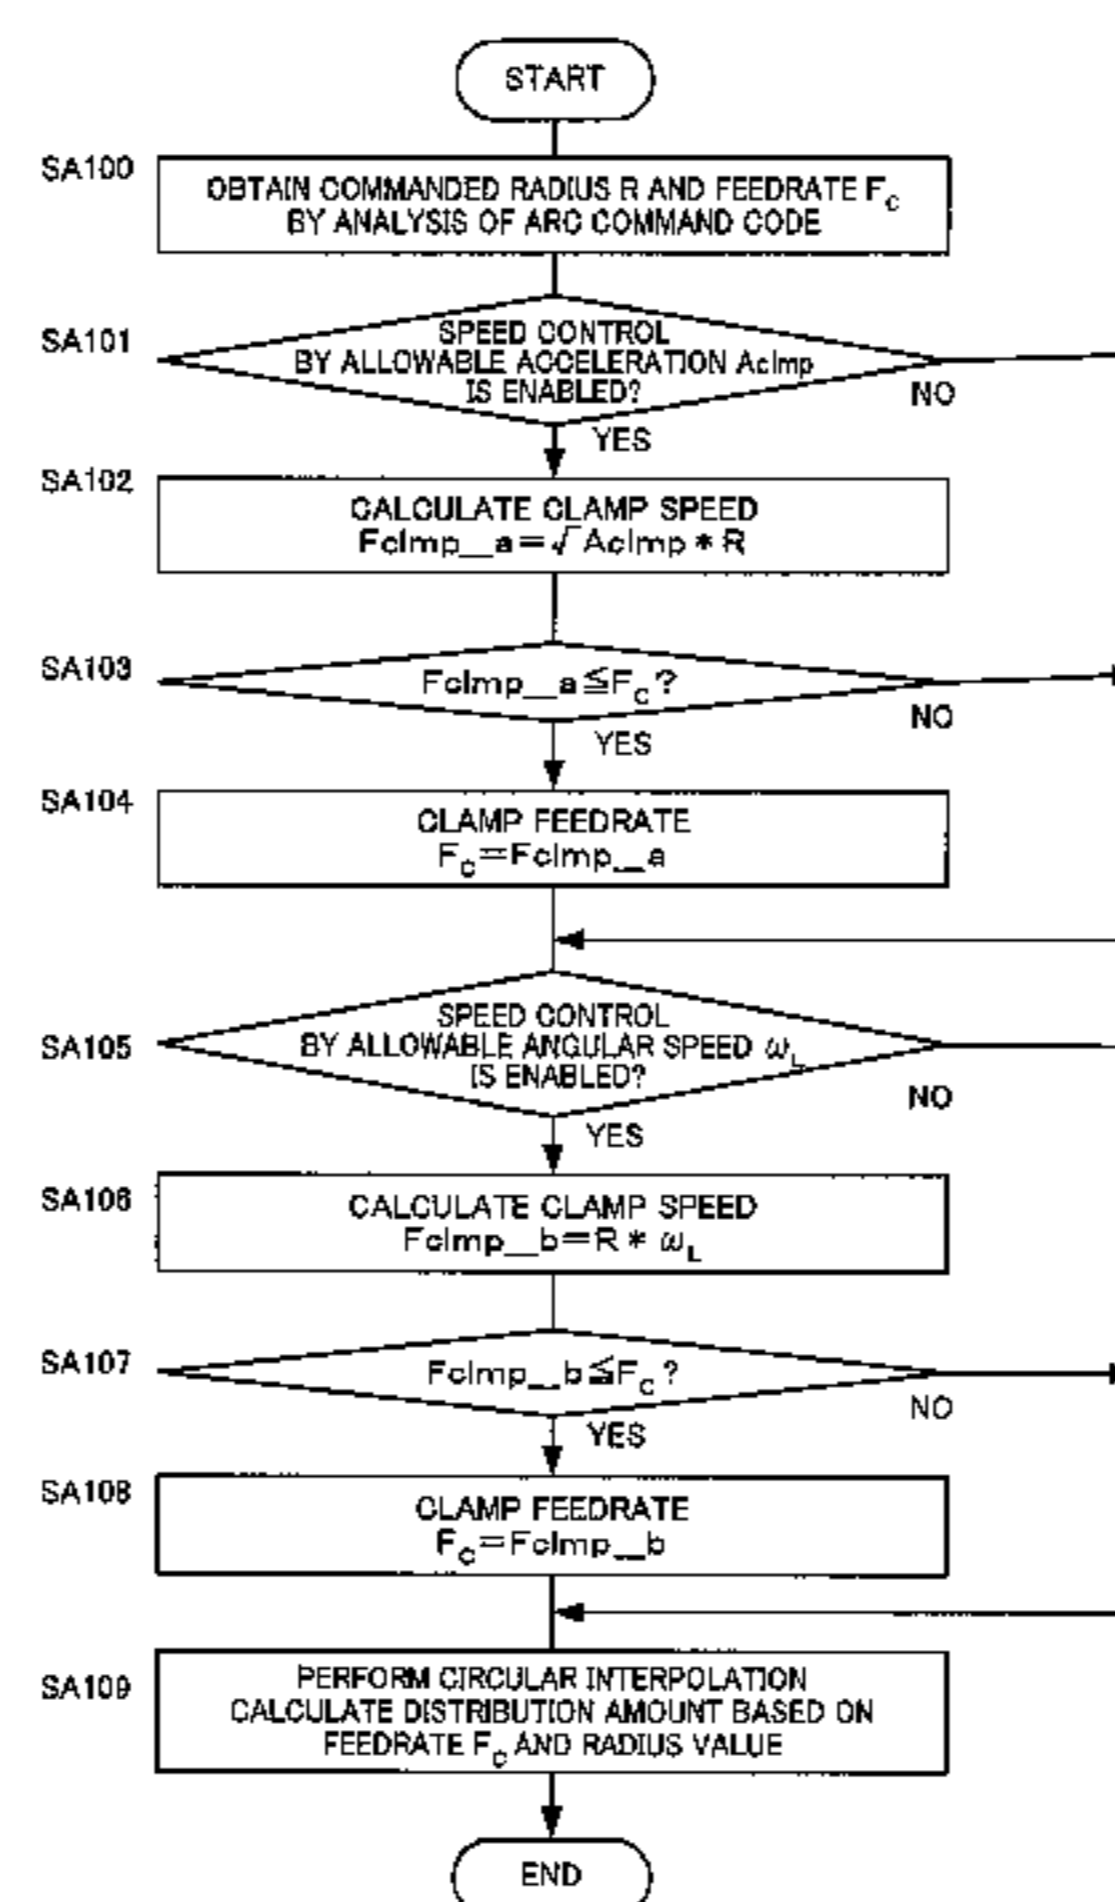 START
SA100
OBTAIN COMMANDED RADIUS R AND FEEDRATE Fc
BY ANALYSIS OF ARC COMMAND CODE
SA101
SPEED CONTROL
BY ALLOWABLE ACCELERATION Aclmp
IS ENABLED?
NO
YES
SA102
CALCULATE CLAMP SPEED
Fclmp_a=√Aclmp*R
SA103
Fclmp_a≦Fc?
NO
YES
SA104
CLAMP FEEDRATE
Fc=Fclmp_a
SA105
SPEED CONTROL
BY ALLOWABLE ANGULAR SPEED ωL
IS ENABLED?
NO
YES
SA106
CALCULATE CLAMP SPEED
Fclmp_b=R*ωL
SA107
Fclmp_b≦Fc?
NO
YES
SA108
CLAMP FEEDRATE
Fc=Fclmp_b
SA109
PERFORM CIRCULAR INTERPOLATION
CALCULATE DISTRIBUTION AMOUNT BASED ON
FEEDRATE Fc AND RADIUS VALUE
END